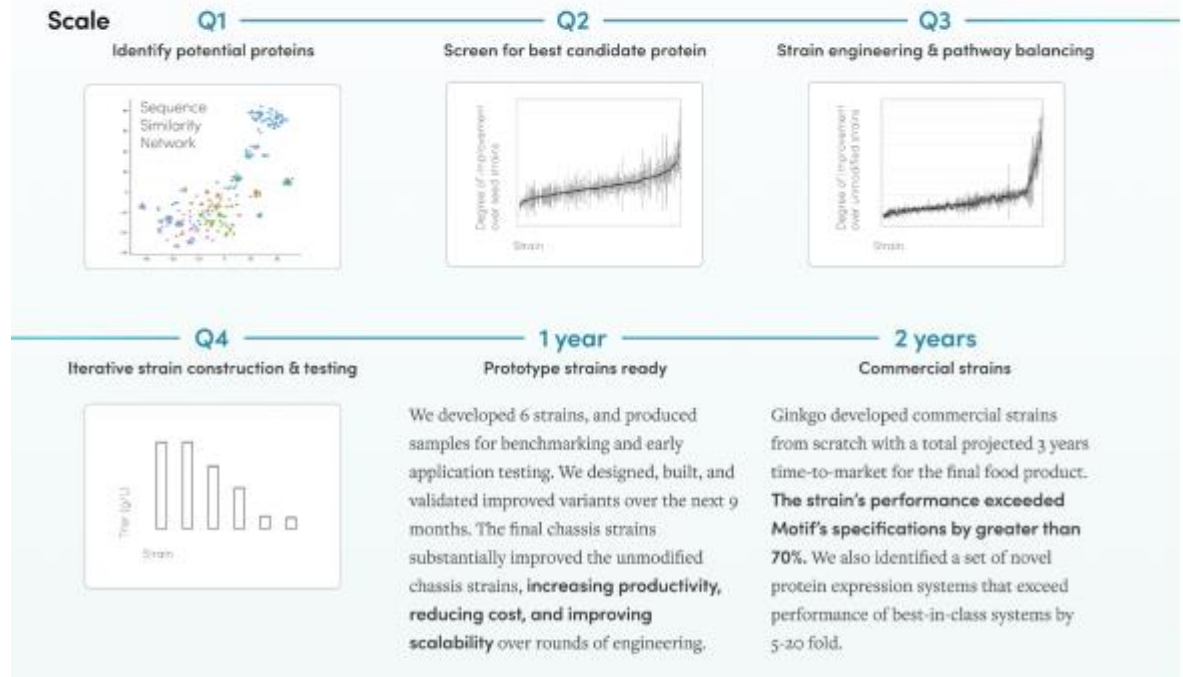 Scale
Q1
Q2
Q3
Identify potential proteins
Screen for best candidate protein
Strain engineering & pathway balancing
Sequence
Similarity
Network
Degree of improvement
over seed strains
Strain
Degree of improvement
over unmodified strains
Strain
Q4
1 year
2 years
Iterative strain construction & testing
Prototype strains ready
Commercial strains
Strain
We developed 6 strains, and produced
samples for benchmarking and early
application testing. We designed, built, and
validated improved variants over the next 9
months. The final chassis strains
substantially improved the unmodified
chassis strains, increasing productivity,
reducing cost, and improving
scalability over rounds of engineering.
Ginkgo developed commercial strains
from scratch with a total projected 3 years
time-to-market for the final food product.
The strain's performance exceeded
Motif's specifications by greater than
70%. We also identified a set of novel
protein expression systems that exceed
performance of best-in-class systems by
5-20 fold.